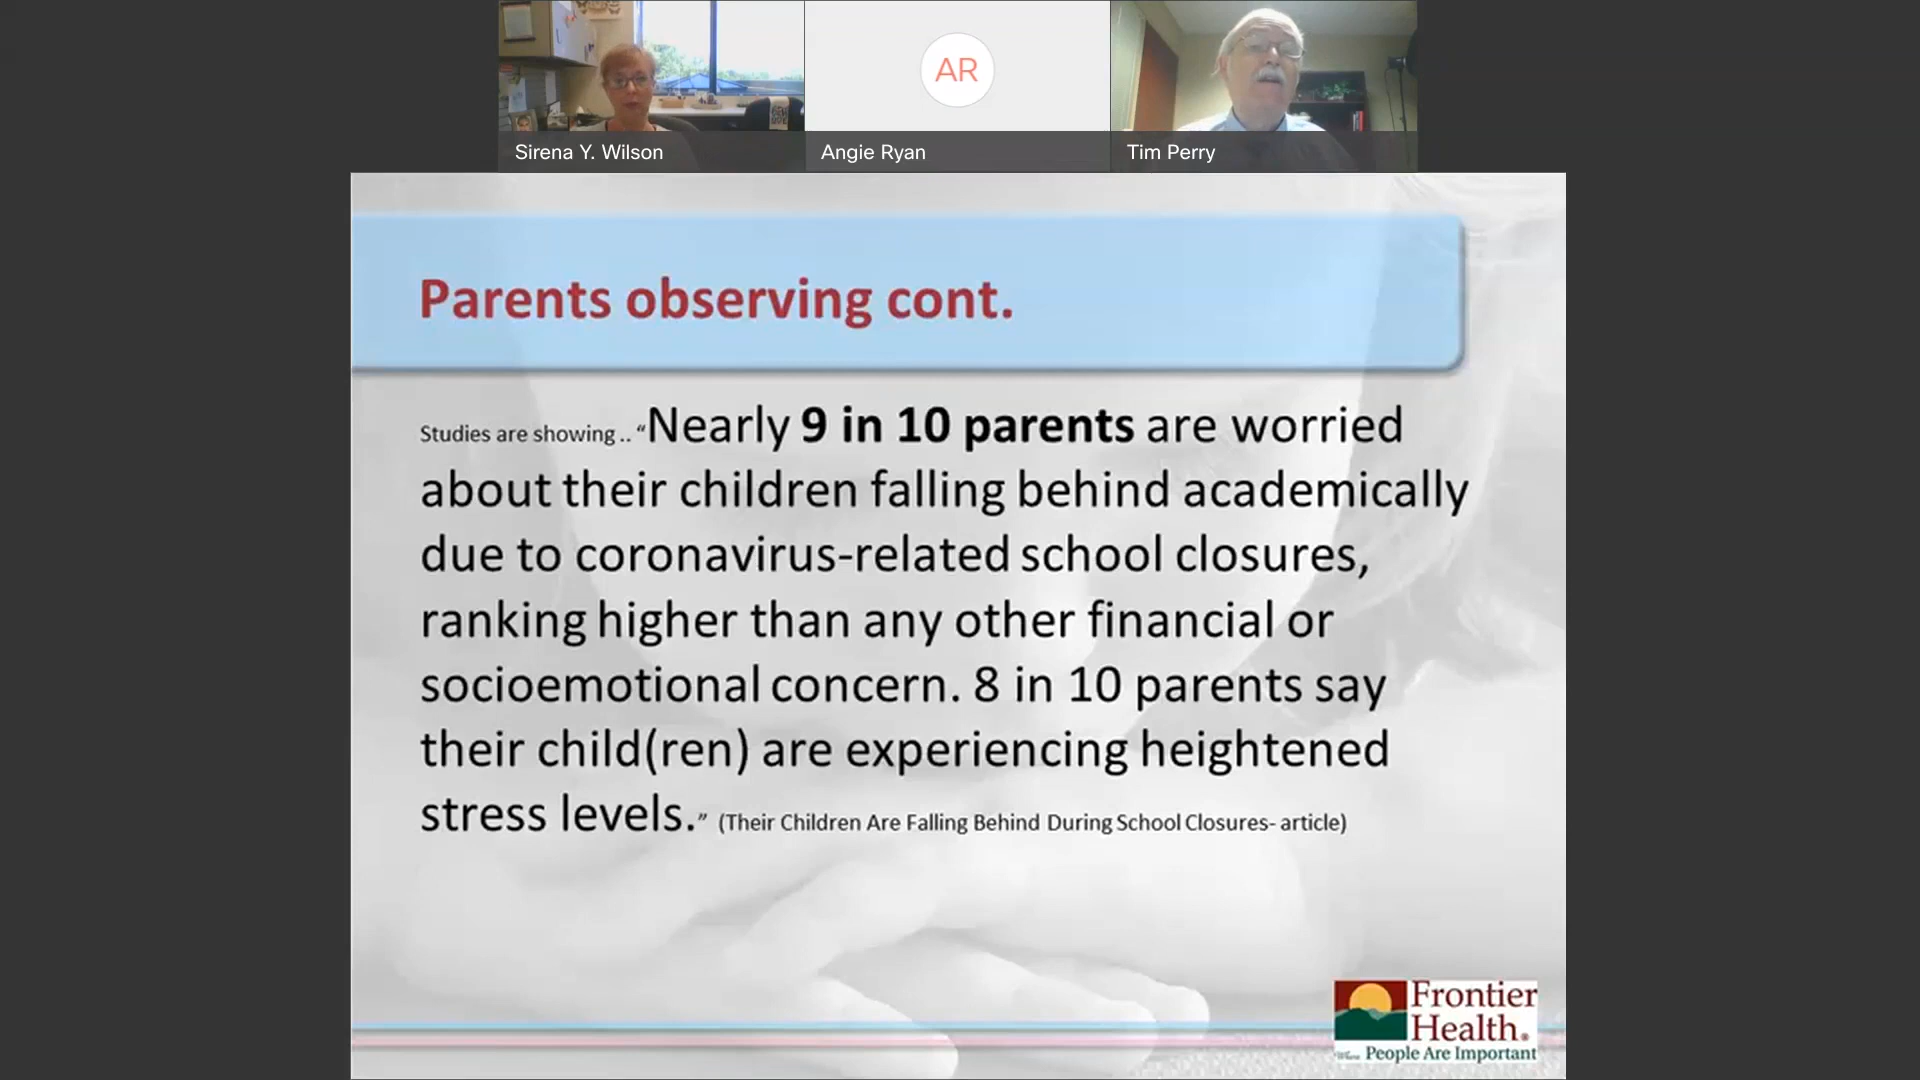 Sirena Y. Wilson
AR
Angie Ryan
Tim Perry
Parents observing cont.
Studies are showing .. “Nearly 9 in 10 parents are worried
about their children falling behind academically
due to coronavirus-related school closures,
ranking higher than any other financial or
socioemotional concern. 8 in 10 parents say
their child(ren) are experiencing heightened
stress levels.” (Their Children Are Falling Behind During School Closures- article)
Frontier
Health®
Where People Are Important